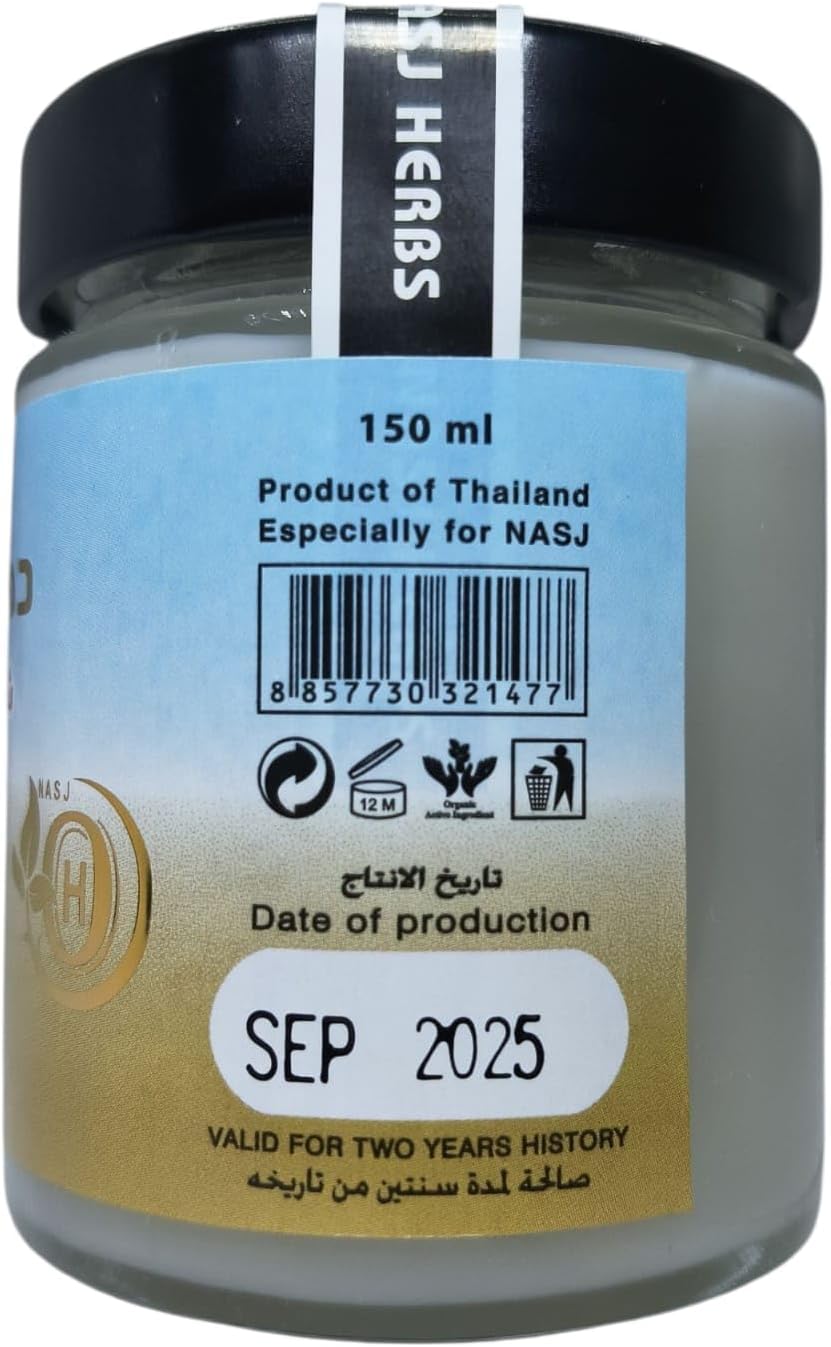 HERBS
150 ml
Product of Thailand
Especially for NASJ
8 857730 321477
12 M
Organic
Active Ingredient
NASJ
H
تاريخ الانتاج
Date of production
SEP 2025
VALID FOR TWO YEARS HISTORY
صالحة لمدة سنتين من تاريخه